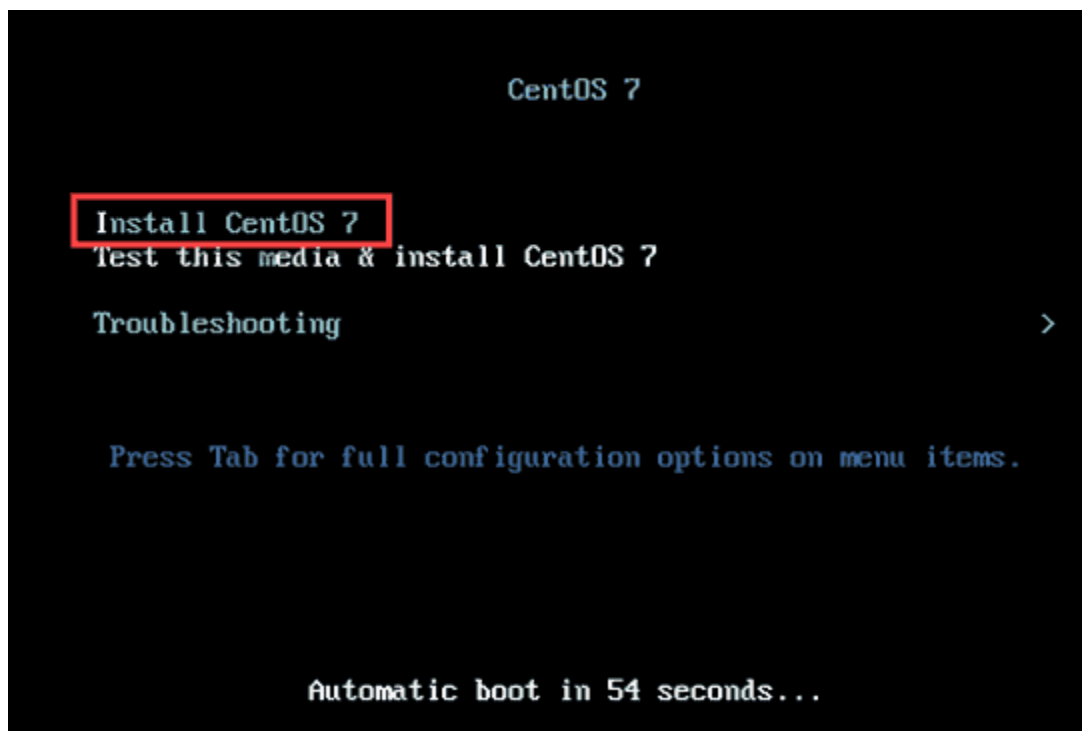 CentOS 7
Install CentOS 7
Test this media & install CentOS 7
Troubleshooting >
Press Tab for full configuration options on menu items.
Automatic boot in 54 seconds...